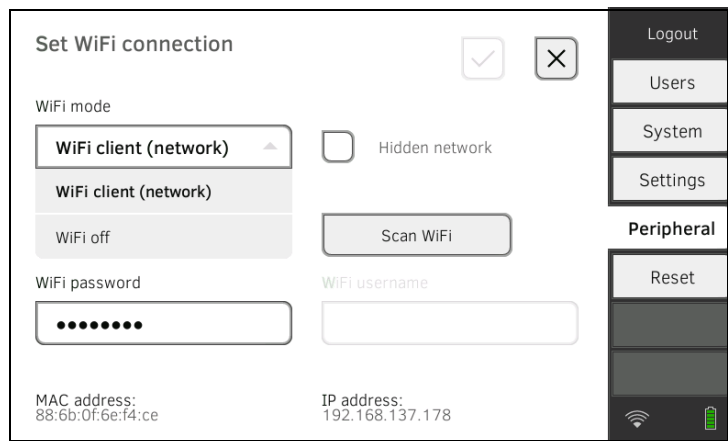 Set WiFi connection
WiFi mode
WiFi client (network)
Hidden network
WiFi client (network)
WiFi off
Scan WiFi
WiFi password
WiFi username
●●●●●●●●
MAC address:
88:6b:0f:6e:f4:ce
IP address:
192.168.137.178
Logout
Users
System
Settings
Peripheral
Reset